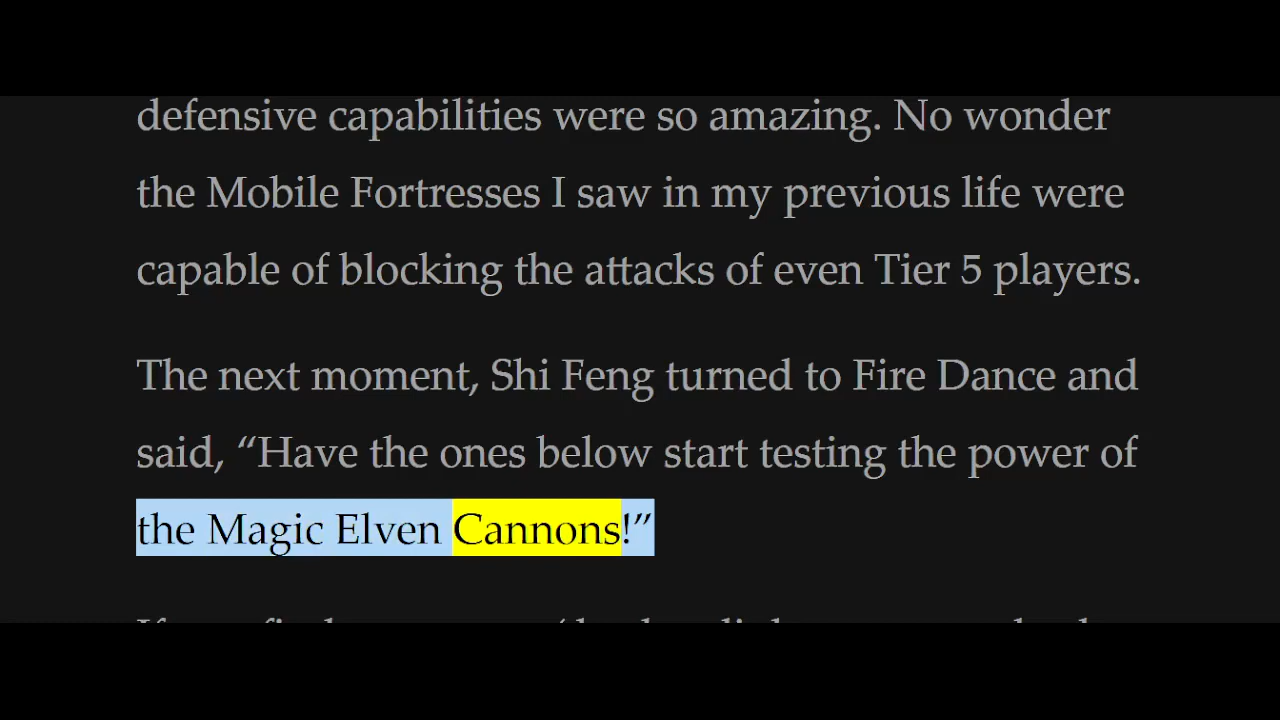 defensive capabilities were so amazing. No wonder
the Mobile Fortresses I saw in my previous life were
capable of blocking the attacks of even Tier 5 players.
The next moment, Shi Feng turned to Fire Dance and
said, “Have the ones below start testing the power of
the Magic Elven Cannons!”